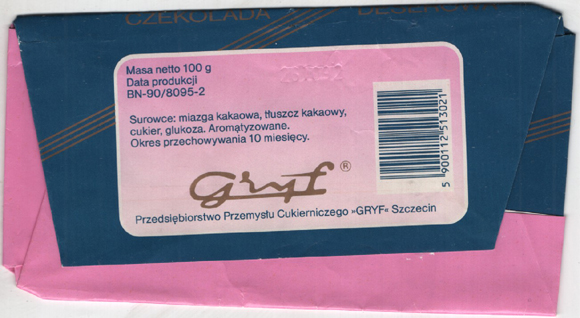 CZEKOLADA
Masa netto 100 g
Data produkcji
BN-90/8095-2
Surowce: miazga kakaowa, tłuszcz kakaowy,
cukier, glukoza. Aromatyzowane.
Okres przechowywania 10 miesięcy.
Gryf ®
Przedsiębiorstwo Przemysłu Cukierniczego »GRYF« Szczecin
5 900112 513021